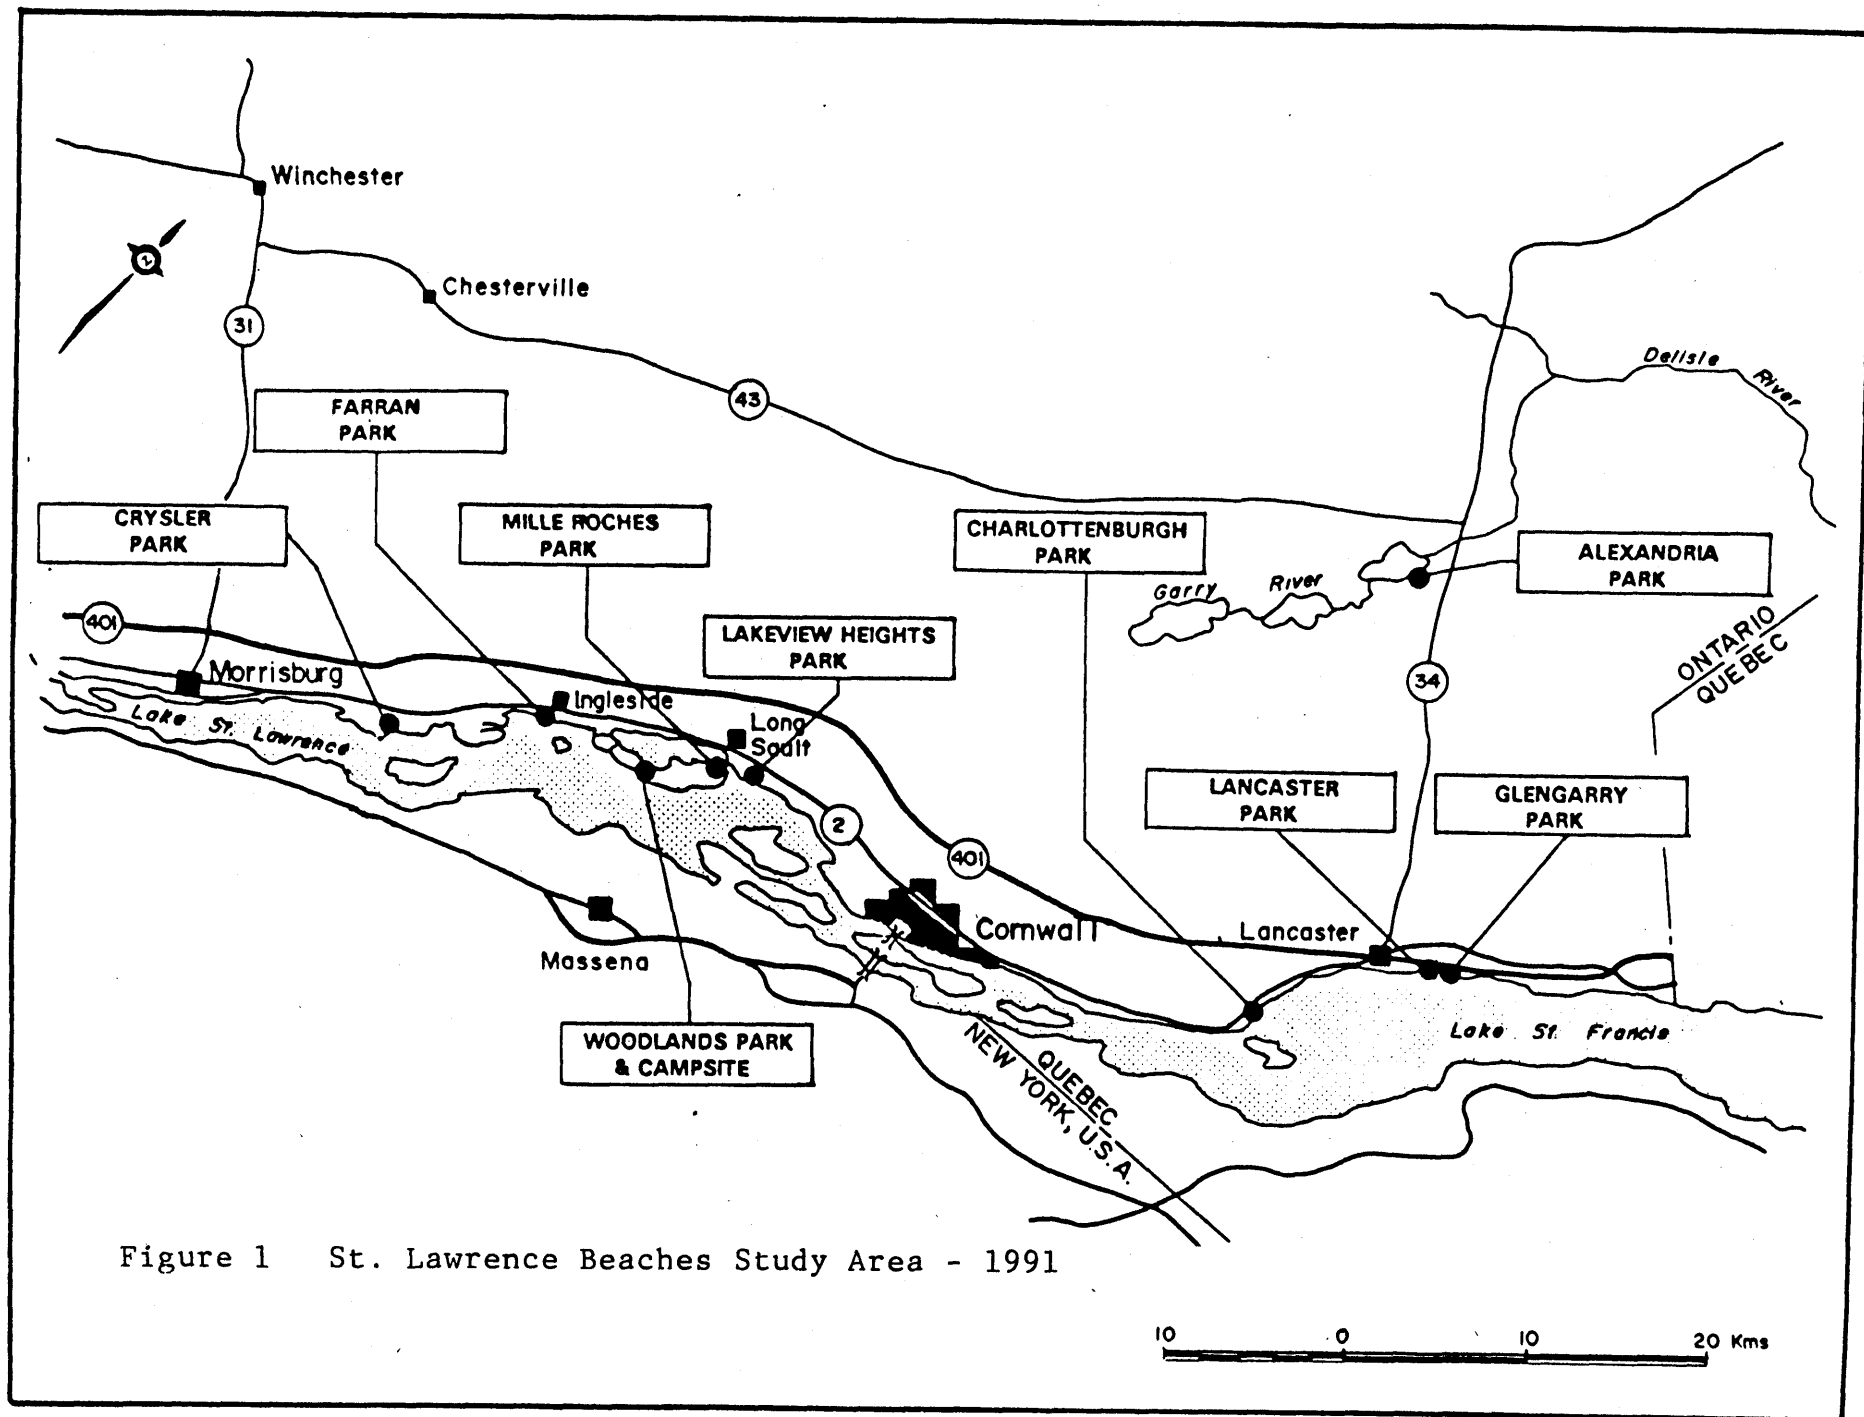 Winchester
N
Chesterville
31
43
FARRAN
PARK
Delisle
River
CRYSLER
PARK
MILLE ROCHES
PARK
CHARLOTTENBURGH
PARK
ALEXANDRIA
PARK
Garry River
401
LAKEVIEW HEIGHTS
PARK
ONTARIO
QUEBEC
34
Morrisburg
Ingleside
Lake St. Lawrence
Long
Sault
2
LANCASTER
PARK
GLENGARRY
PARK
401
Cornwall
Lancaster
Massena
WOODLANDS PARK
& CAMPSITE
QUEBEC
NEW YORK, U.S.A.
Lake St. Francis
Figure 1 St. Lawrence Beaches Study Area - 1991
10 0 10 20 Kms